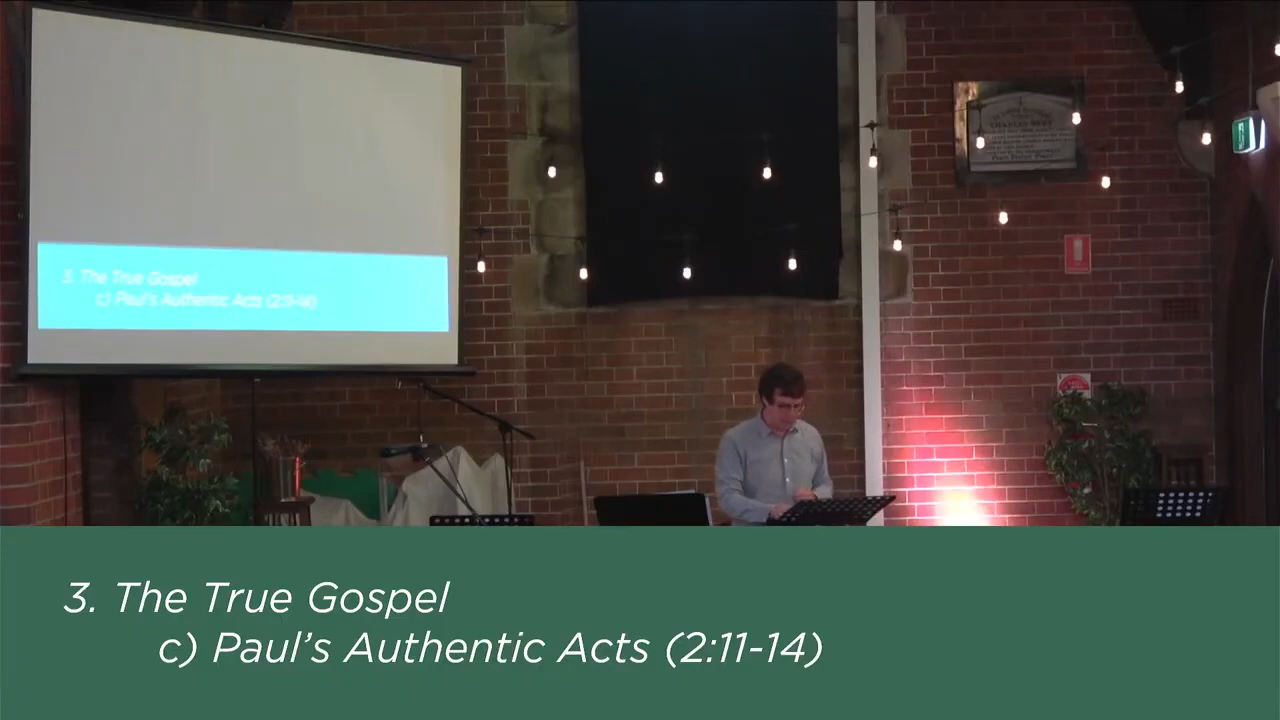 3. The True Gospel
c) Paul's Authentic Acts (2:11-14)
3. The True Gospel
c) Paul’s Authentic Acts (2:11-14)